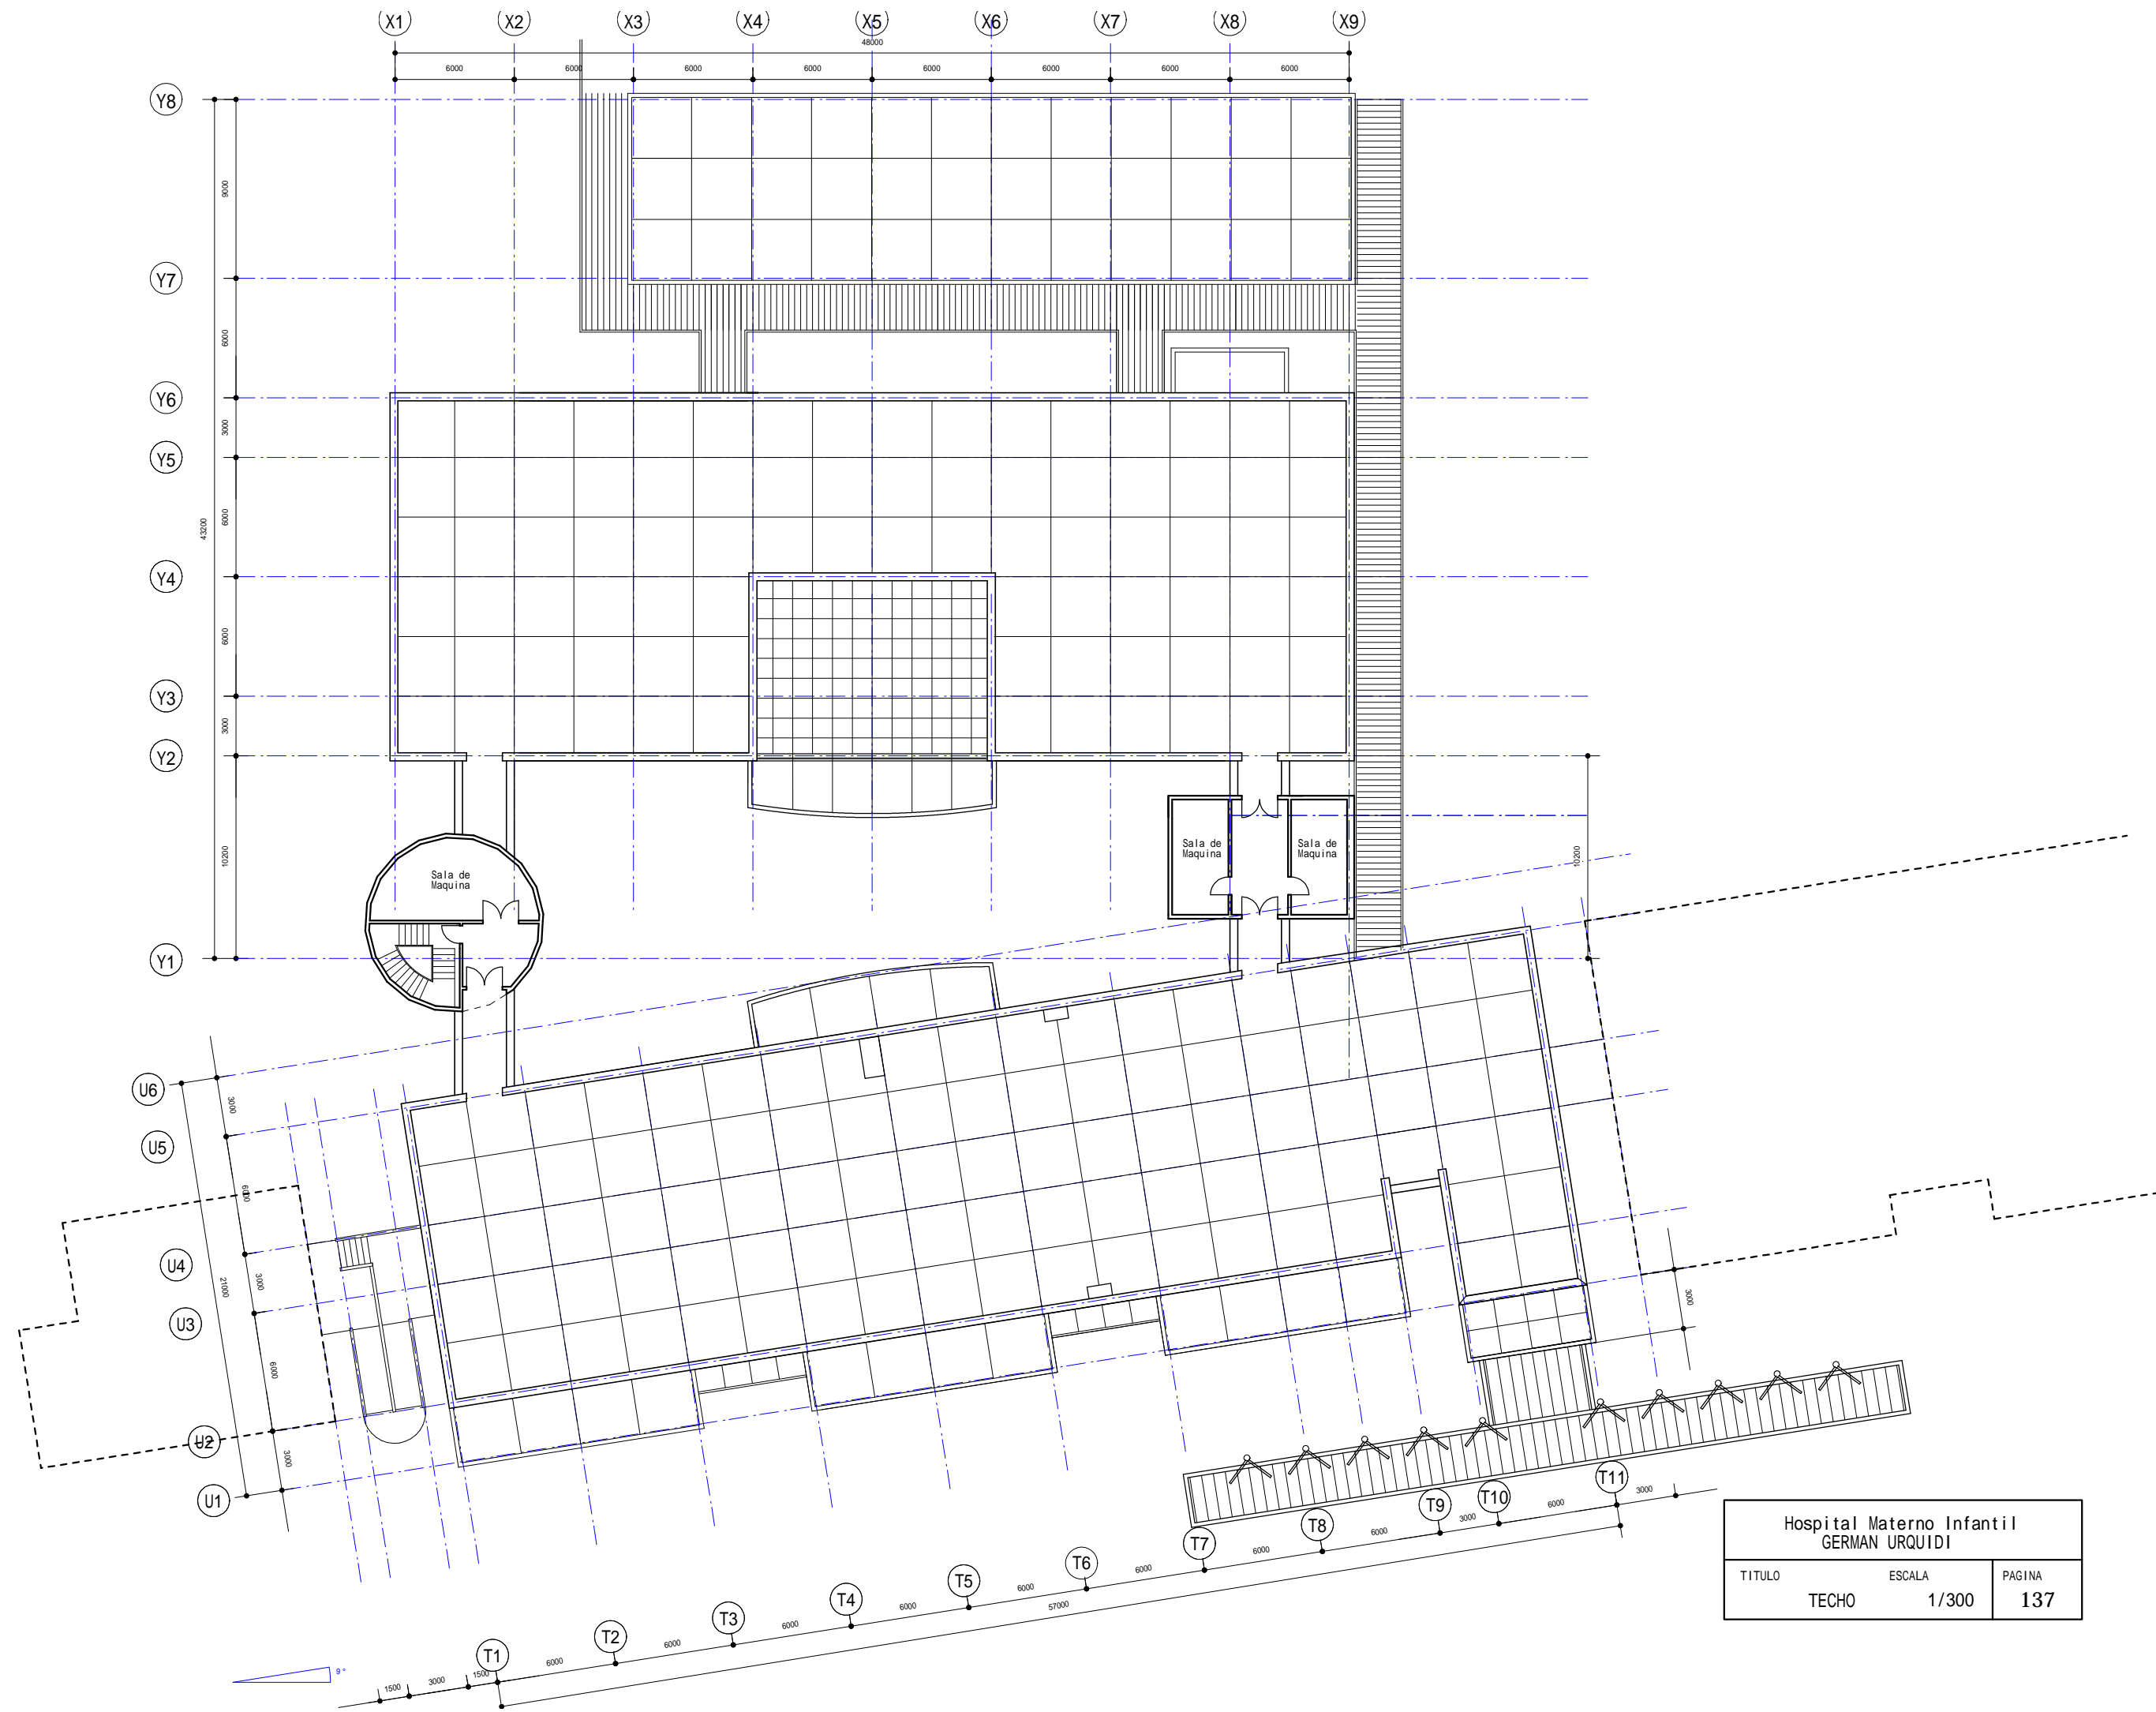 X1 X2 X3 X4 X5 X6 X7 X8 X9
48000
6000 6000 6000 6000 6000 6000 6000 6000
Y8
9000
Y7
6000
Y6
3000
Y5
6000
43200
Y4
6000
Y3
3000
Y2
10200
10200
Y1
Sala de
Maquina
Sala de
Maquina
Sala de
Maquina
U6
3000
U5
6000
U4
3000
21000
U3
6000
U2
3000
U1
3000
T1 T2 T3 T4 T5 T6 T7 T8 T9 T10 T11
1500 3000 1500 6000 6000 6000 6000 6000 6000 6000 6000 3000 6000 3000
57000
9°
Hospital Materno Infantil
GERMAN URQUIDI
TITULO ESCALA PAGINA
TECHO 1/300 137